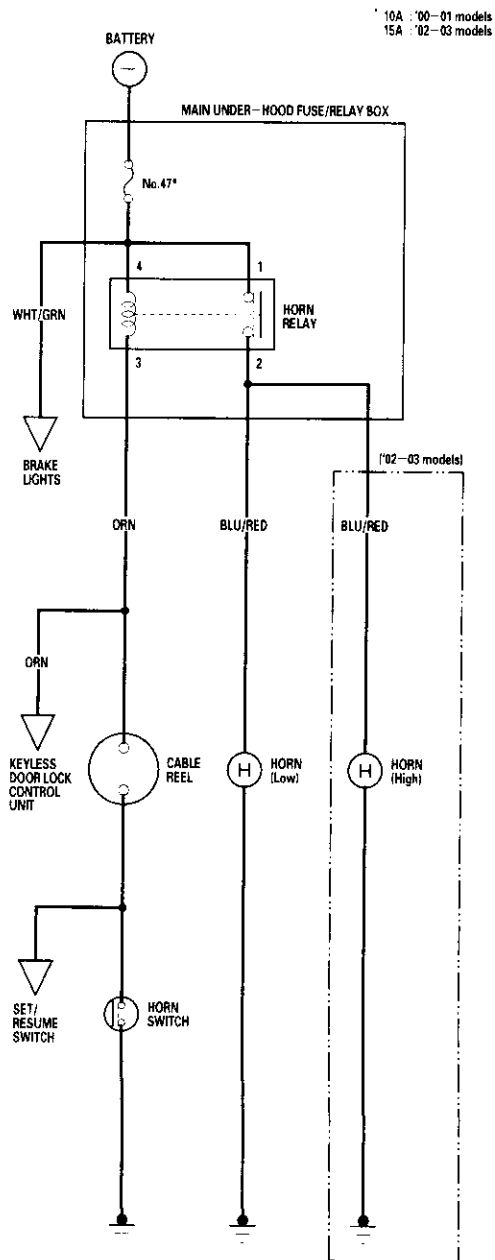 * 10A : '00—01 models
15A : '02—03 models
BATTERY
MAIN UNDER—HOOD FUSE/RELAY BOX
No.47*
4
1
WHT/GRN
HORN
RELAY
3
2
BRAKE
LIGHTS
('02—03 models)
ORN
BLU/RED
BLU/RED
ORN
KEYLESS
DOOR LOCK
CONTROL
UNIT
CABLE
REEL
H
HORN
(Low)
H
HORN
(High)
SET/
RESUME
SWITCH
HORN
SWITCH